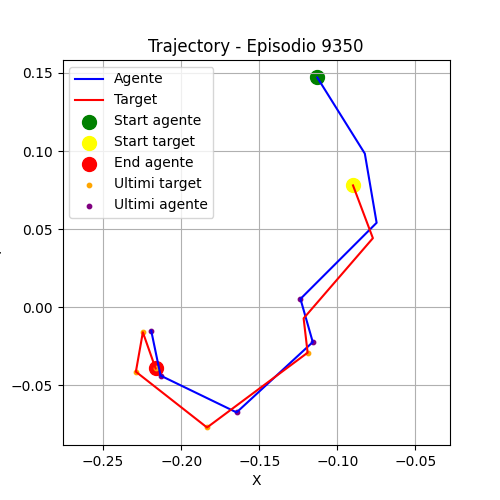 Trajectory - Episodio 9350
Agente
Target
Start agente
Start target
End agente
Ultimi target
Ultimi agente
0.15
0.10
0.05
0.00
−0.05
−0.25
−0.20
−0.15
−0.10
−0.05
X